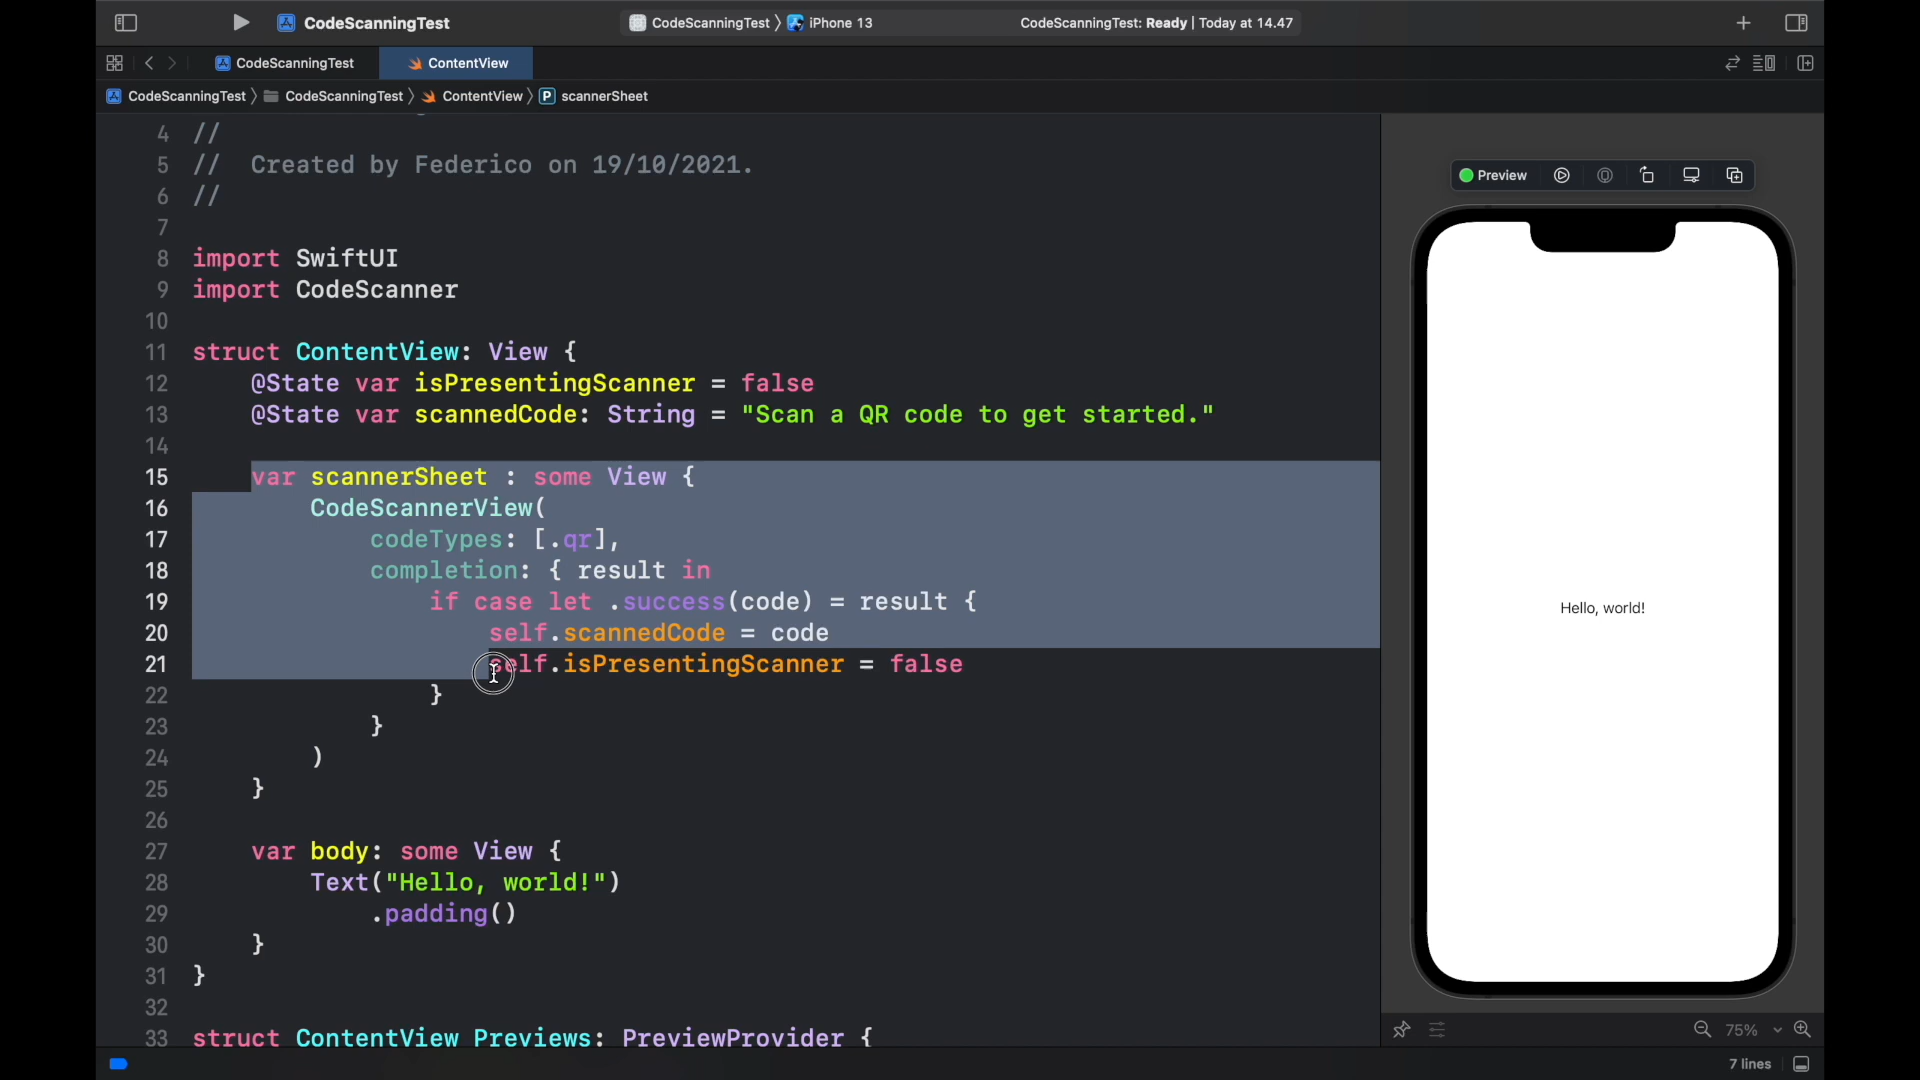 CodeScanningTest
CodeScanningTest 〉 iPhone 13
CodeScanningTest: Ready | Today at 14.47
CodeScanningTest
ContentView
CodeScanningTest 〉 CodeScanningTest 〉 ContentView 〉 P scannerSheet
4 //
5 //  Created by Federico on 19/10/2021.
6 //
7
8 import SwiftUI
9 import CodeScanner
10
11 struct ContentView: View {
12     @State var isPresentingScanner = false
13     @State var scannedCode: String = "Scan a QR code to get started."
14
15     var scannerSheet : some View {
16         CodeScannerView(
17             codeTypes: [.qr],
18             completion: { result in
19                 if case let .success(code) = result {
20                     self.scannedCode = code
21                     self.isPresentingScanner = false
22                 }
23             }
24         )
25     }
26
27     var body: some View {
28         Text("Hello, world!")
29             .padding()
30     }
31 }
32
33 struct ContentView_Previews: PreviewProvider {
Preview
Hello, world!
75%
7 lines